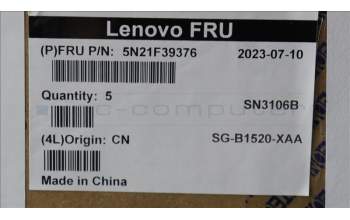 Lenovo FRU
(P)FRU P/N: 5N21F39376 2023-07-10
Quantity: 5 SN3106B
(4L)Origin: CN SG-B1520-XAA
Made in China